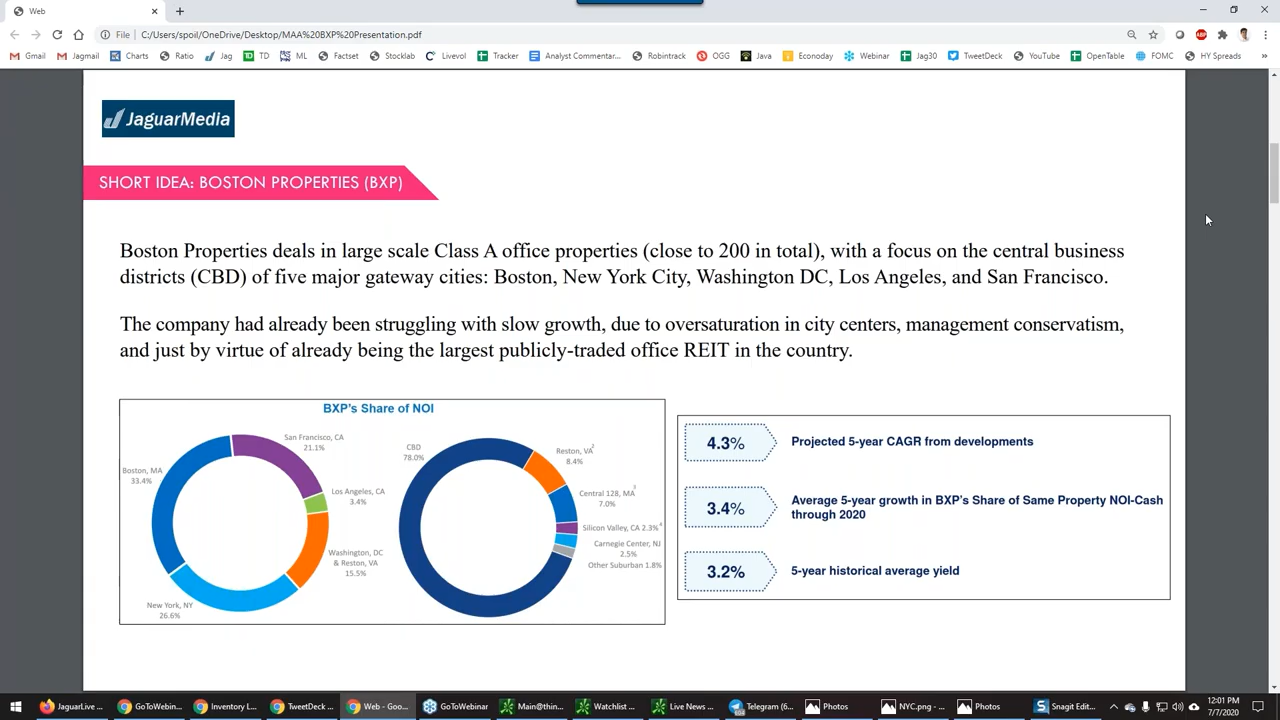 Web
File
C:/Users/spoil/OneDrive/Desktop/MAA%20BXP%20Presentation.pdf
Gmail Jagmail Charts Ratio Jag TD ML Factset Stocklab Livevol Tracker Analyst Commentar... Robintrack OGG Java Econoday Webinar Jag30 TweetDeck YouTube OpenTable FOMC HY Spreads
JaguarMedia
SHORT IDEA: BOSTON PROPERTIES (BXP)
Boston Properties deals in large scale Class A office properties (close to 200 in total), with a focus on the central business
districts (CBD) of five major gateway cities: Boston, New York City, Washington DC, Los Angeles, and San Francisco.
The company had already been struggling with slow growth, due to oversaturation in city centers, management conservatism,
and just by virtue of already being the largest publicly-traded office REIT in the country.
BXP's Share of NOI
San Francisco, CA
21.1%
Boston, MA
33.4%
Los Angeles, CA
3.4%
Washington, DC
& Reston, VA
15.5%
New York, NY
26.6%
CBD
78.0%
Reston, VA²
8.4%
Central 128, MA³
7.0%
Silicon Valley, CA 2.3%⁴
Carnegie Center, NJ
2.5%
Other Suburban 1.8%
4.3% Projected 5-year CAGR from developments
3.4% Average 5-year growth in BXP's Share of Same Property NOI-Cash
through 2020
3.2% 5-year historical average yield
JaguarLive ... GoToWebin... Inventory L... TweetDeck ... Web - Goo... GoToWebinar Main@thin... Watchlist ... Live News ... Telegram (6... Photos NYC.png - ... Photos Snagit Edit...
12:01 PM
7/7/2020